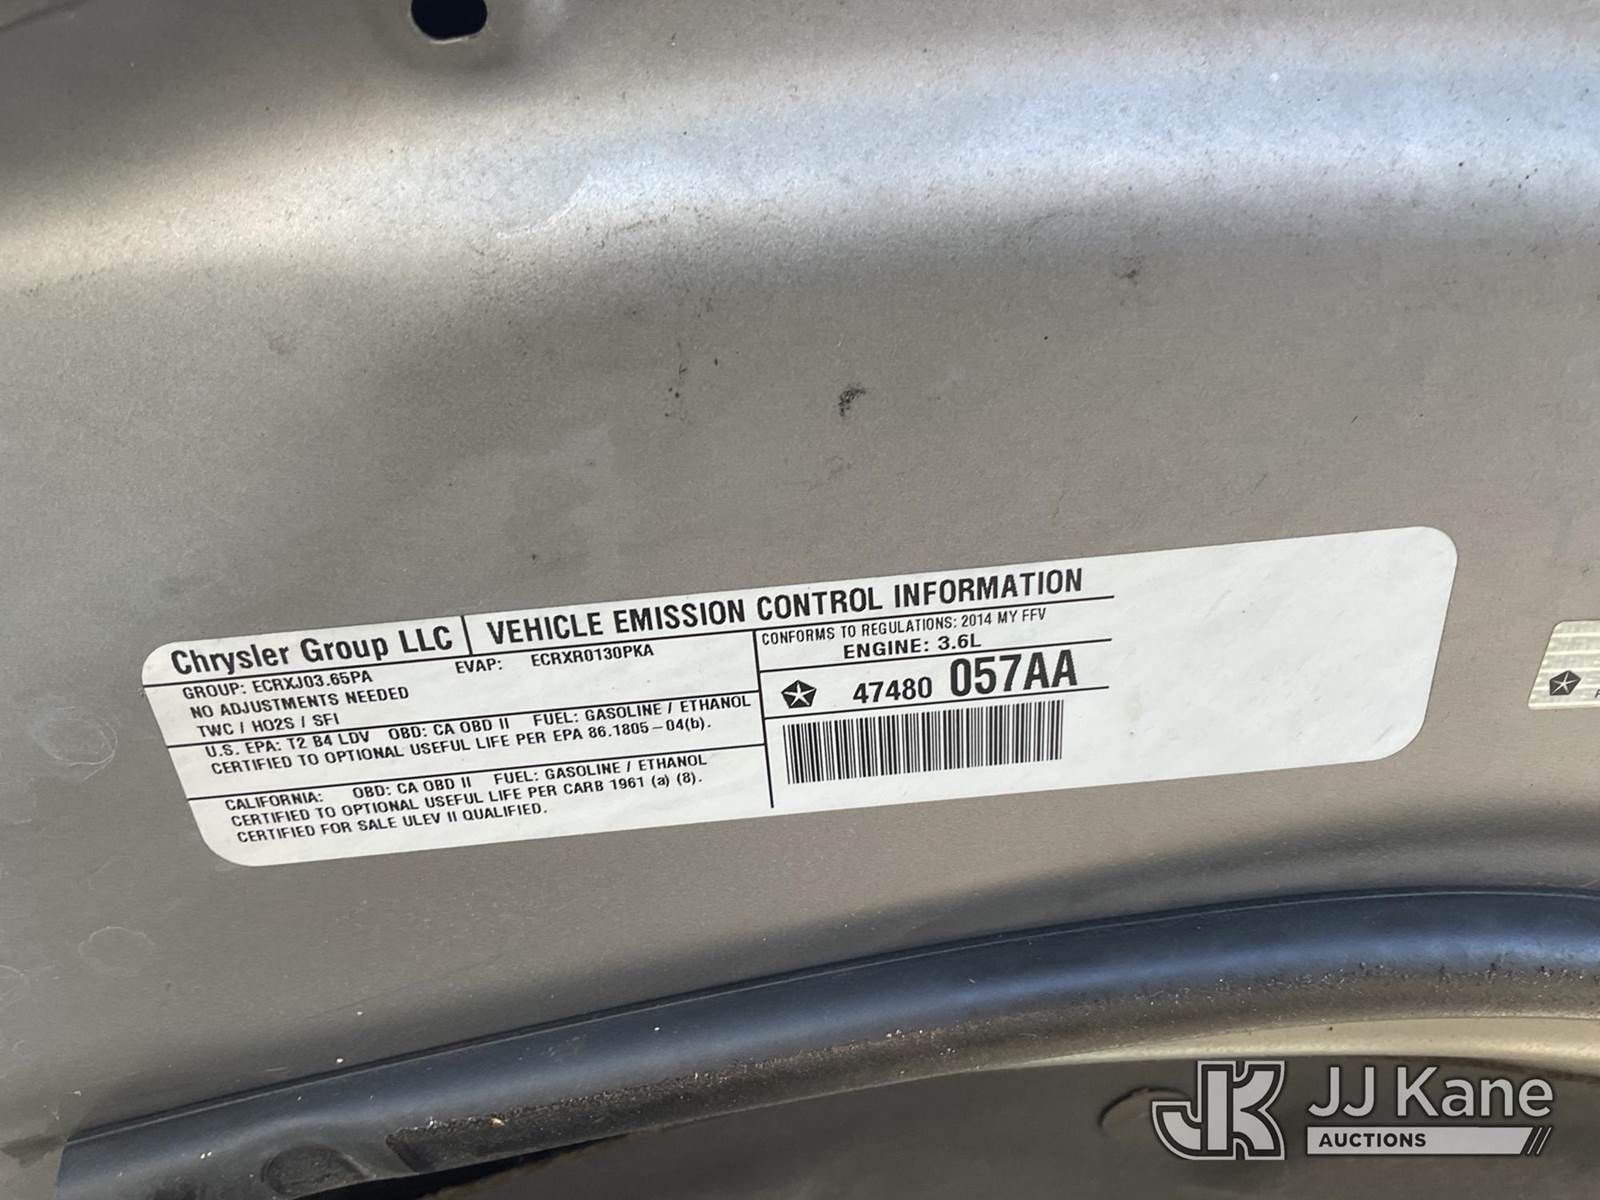 Chrysler Group LLC
VEHICLE EMISSION CONTROL INFORMATION
GROUP: ECRXJ03.65PA
EVAP: ECRXR0130PKA
NO ADJUSTMENTS NEEDED
TWC / HO2S / SFI
U.S. EPA: T2 B4 LDV OBD: CA OBD II FUEL: GASOLINE / ETHANOL
CERTIFIED TO OPTIONAL USEFUL LIFE PER EPA 86.1805-04(b).
CALIFORNIA: OBD: CA OBD II FUEL: GASOLINE / ETHANOL
CERTIFIED TO OPTIONAL USEFUL LIFE PER CARB 1961 (a) (8).
CERTIFIED FOR SALE ULEV II QUALIFIED.
CONFORMS TO REGULATIONS: 2014 MY FFV
ENGINE: 3.6L
47480 057AA
JK JJ Kane
AUCTIONS